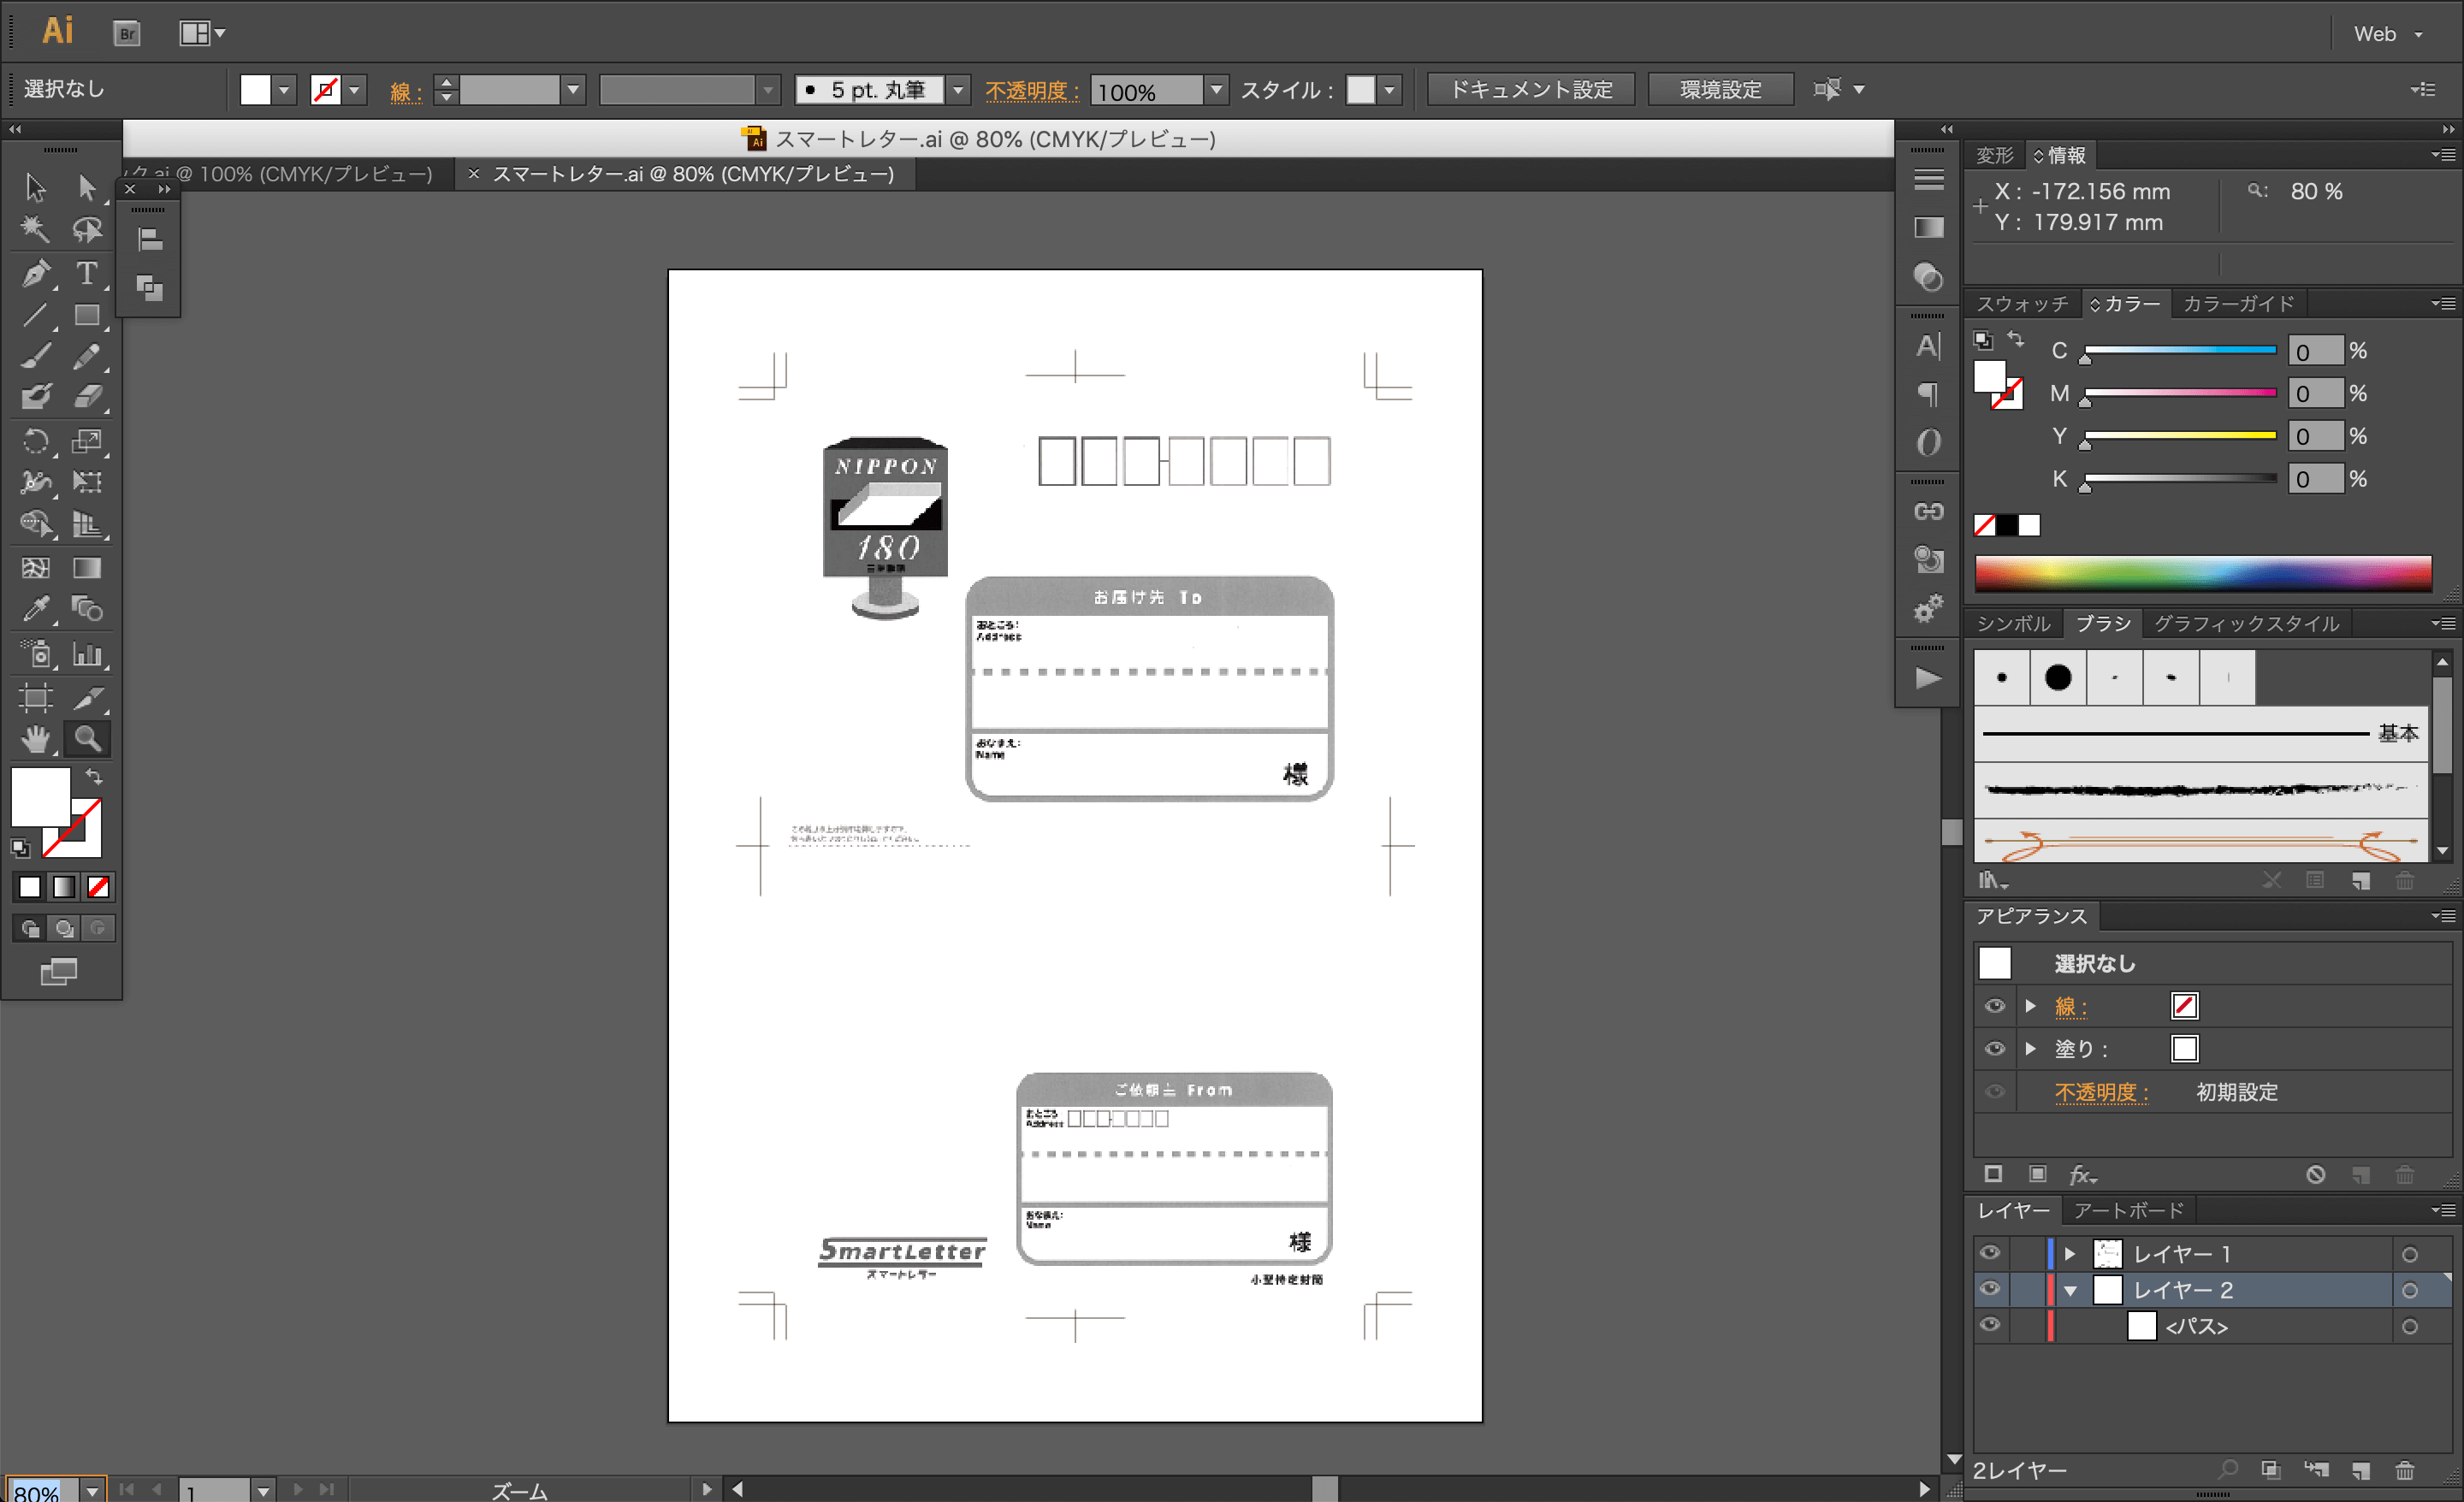 Ai
Br
Web
選択なし
線 :
5 pt. 丸筆
不透明度 :
100%
スタイル :
ドキュメント設定
環境設定
スマートレター.ai @ 80% (CMYK/プレビュー)
ック.ai @ 100% (CMYK/プレビュー)
× スマートレター.ai @ 80% (CMYK/プレビュー)
変形
情報
X : -172.156 mm
Y : 179.917 mm
80 %
スウォッチ
カラー
カラーガイド
C 0 %
M 0 %
Y 0 %
K 0 %
シンボル
ブラシ
グラフィックスタイル
基本
アピアランス
選択なし
線 :
塗り :
不透明度 : 初期設定
fx
レイヤー
アートボード
レイヤー 1
レイヤー 2
<パス>
2レイヤー
NIPPON
180
お届け先 To
おところ:
Address
おなまえ:
Name
様
ご依頼主 From
おところ
Address
おなまえ:
Name
様
SmartLetter
スマートレター
小型特定封筒
80%
1
ズーム